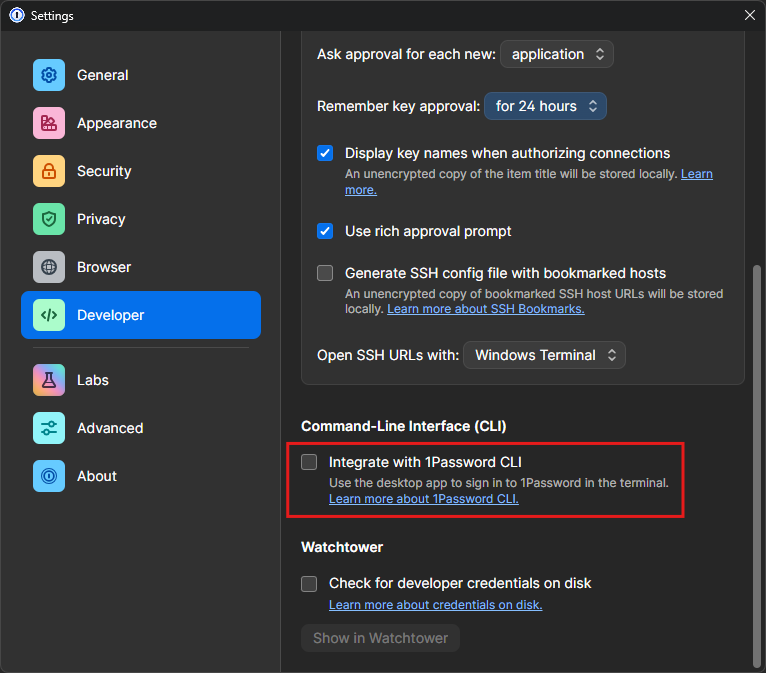 Settings
General
Appearance
Security
Privacy
Browser
Developer
Labs
Advanced
About
Ask approval for each new: application
Remember key approval: for 24 hours
Display key names when authorizing connections
An unencrypted copy of the item title will be stored locally. Learn
more.
Use rich approval prompt
Generate SSH config file with bookmarked hosts
An unencrypted copy of bookmarked SSH host URLs will be stored
locally. Learn more about SSH Bookmarks.
Open SSH URLs with: Windows Terminal
Command-Line Interface (CLI)
Integrate with 1Password CLI
Use the desktop app to sign in to 1Password in the terminal.
Learn more about 1Password CLI.
Watchtower
Check for developer credentials on disk
Learn more about credentials on disk.
Show in Watchtower